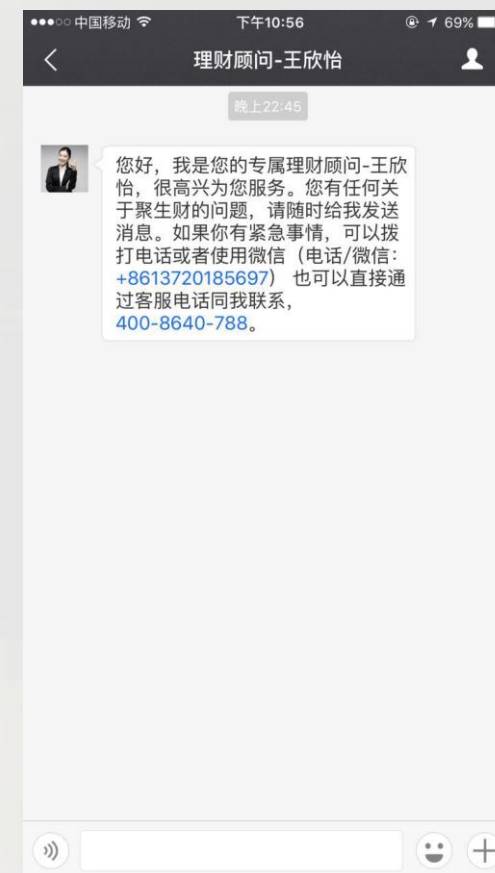 中国移动 下午10:56 69%
理财顾问-王欣怡
晚上22:45
您好，我是您的专属理财顾问-王欣
怡，很高兴为您服务。您有任何关
于聚生财的问题，请随时给我发送
消息。如果你有紧急事情，可以拨
打电话或者使用微信（电话/微信：
+8613720185697） 也可以直接通
过客服电话同我联系，
400-8640-788。